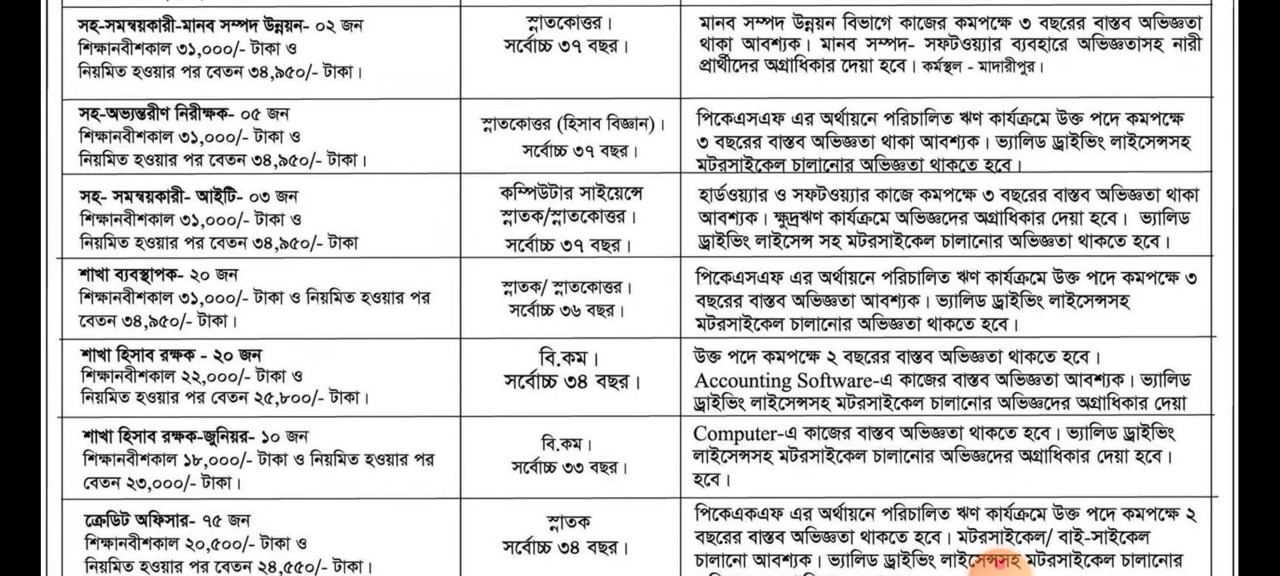 সহ-সমন্বয়কারী-মানব সম্পদ উন্নয়ন- ০২ জন
শিক্ষানবীশকাল ৩১,০০০/- টাকা ও
নিয়মিত হওয়ার পর বেতন ৩৪,৯৫০/- টাকা।
স্নাতকোত্তর।
সর্বোচ্চ ৩৭ বছর।
মানব সম্পদ উন্নয়ন বিভাগে কাজের কমপক্ষে ৩ বছরের বাস্তব অভিজ্ঞতা
থাকা আবশ্যক। মানব সম্পদ- সফটওয়্যার ব্যবহারে অভিজ্ঞতাসহ নারী
প্রার্থীদের অগ্রাধিকার দেয়া হবে। কর্মস্থল - মাদারীপুর।
সহ-অভ্যন্তরীণ নিরীক্ষক- ০৫ জন
শিক্ষানবীশকাল ৩১,০০০/- টাকা ও
নিয়মিত হওয়ার পর বেতন ৩৪,৯৫০/- টাকা।
স্নাতকোত্তর (হিসাব বিজ্ঞান)।
সর্বোচ্চ ৩৭ বছর।
পিকেএসএফ এর অর্থায়নে পরিচালিত ঋণ কার্যক্রমে উক্ত পদে কমপক্ষে
৩ বছরের বাস্তব অভিজ্ঞতা থাকা আবশ্যক। ভ্যালিড ড্রাইভিং লাইসেন্সসহ
মটরসাইকেল চালানোর অভিজ্ঞতা থাকতে হবে।
সহ- সমন্বয়কারী- আইটি- ০৩ জন
শিক্ষানবীশকাল ৩১,০০০/- টাকা ও
নিয়মিত হওয়ার পর বেতন ৩৪,৯৫০/- টাকা
কম্পিউটার সাইয়েন্সে
স্নাতক/স্নাতকোত্তর।
সর্বোচ্চ ৩৭ বছর।
হার্ডওয়্যার ও সফটওয়্যার কাজে কমপক্ষে ৩ বছরের বাস্তব অভিজ্ঞতা থাকা
আবশ্যক। ক্ষুদ্রঋণ কার্যক্রমে অভিজ্ঞদের অগ্রাধিকার দেয়া হবে। ভ্যালিড
ড্রাইভিং লাইসেন্স সহ মটরসাইকেল চালানোর অভিজ্ঞতা থাকতে হবে।
শাখা ব্যবস্থাপক- ২০ জন
শিক্ষানবীশকাল ৩১,০০০/- টাকা ও নিয়মিত হওয়ার পর
বেতন ৩৪,৯৫০/- টাকা।
স্নাতক/ স্নাতকোত্তর।
সর্বোচ্চ ৩৬ বছর।
পিকেএসএফ এর অর্থায়নে পরিচালিত ঋণ কার্যক্রমে উক্ত পদে কমপক্ষে ৩
বছরের বাস্তব অভিজ্ঞতা আবশ্যক। ভ্যালিড ড্রাইভিং লাইসেন্সসহ
মটরসাইকেল চালানোর অভিজ্ঞতা থাকতে হবে।
শাখা হিসাব রক্ষক - ২০ জন
শিক্ষানবীশকাল ২২,০০০/- টাকা ও
নিয়মিত হওয়ার পর বেতন ২৫,৮০০/- টাকা।
বি.কম।
সর্বোচ্চ ৩৪ বছর।
উক্ত পদে কমপক্ষে ২ বছরের বাস্তব অভিজ্ঞতা থাকতে হবে।
Accounting Software-এ কাজের বাস্তব অভিজ্ঞতা আবশ্যক। ভ্যালিড
ড্রাইভিং লাইসেন্সসহ মটরসাইকেল চালানোর অভিজ্ঞদের অগ্রাধিকার দেয়া
শাখা হিসাব রক্ষক-জুনিয়র- ১০ জন
শিক্ষানবীশকাল ১৮,০০০/- টাকা ও নিয়মিত হওয়ার পর
বেতন ২৩,০০০/- টাকা।
বি.কম।
সর্বোচ্চ ৩৩ বছর।
Computer-এ কাজের বাস্তব অভিজ্ঞতা থাকতে হবে। ভ্যালিড ড্রাইভিং
লাইসেন্সসহ মটরসাইকেল চালানোর অভিজ্ঞদের অগ্রাধিকার দেয়া হবে।
হবে।
ক্রেডিট অফিসার- ৭৫ জন
শিক্ষানবীশকাল ২০,৫০০/- টাকা ও
নিয়মিত হওয়ার পর বেতন ২৪,৫৫০/- টাকা।
স্নাতক
সর্বোচ্চ ৩৪ বছর।
পিকেএকএফ এর অর্থায়নে পরিচালিত ঋণ কার্যক্রমে উক্ত পদে কমপক্ষে ২
বছরের বাস্তব অভিজ্ঞতা থাকতে হবে। মটরসাইকেল/ বাই-সাইকেল
চালানো আবশ্যক। ভ্যালিড ড্রাইভিং লাইসেন্সসহ মটরসাইকেল চালানোর